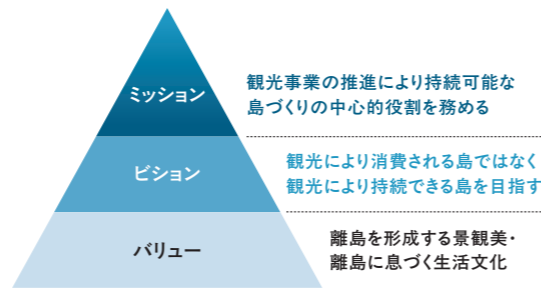 ミッション
観光事業の推進により持続可能な
島づくりの中心的役割を務める
ビジョン
観光により消費される島ではなく
観光により持続できる島を目指す
バリュー
離島を形成する景観美・
離島に息づく生活文化